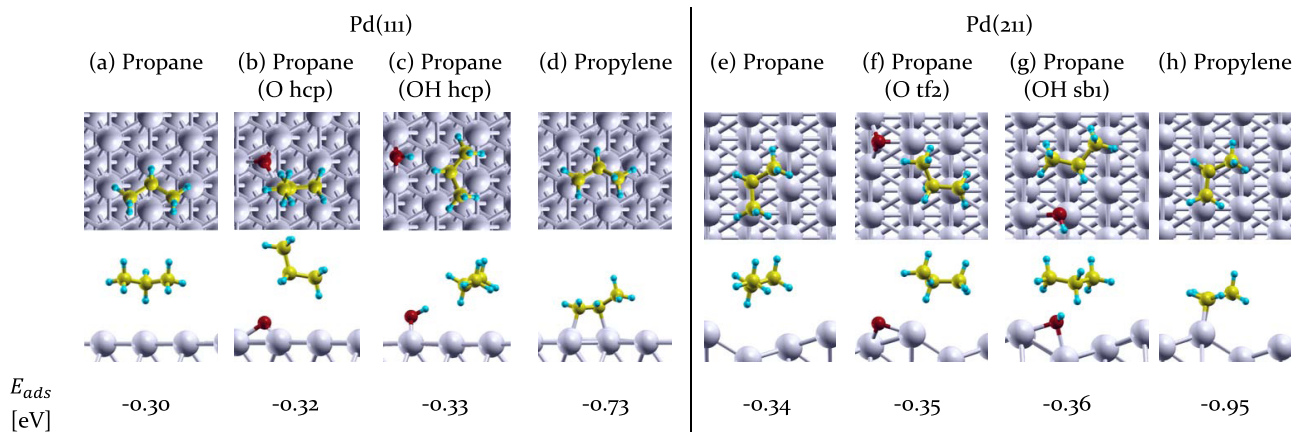 Pd(111) Pd(211)
(a) Propane (b) Propane (c) Propane (d) Propylene (e) Propane (f) Propane (g) Propane (h) Propylene
(O hcp) (OH hcp) (O tf2) (OH sb1)
E_ads
[eV]
-0.30 -0.32 -0.33 -0.73 -0.34 -0.35 -0.36 -0.95